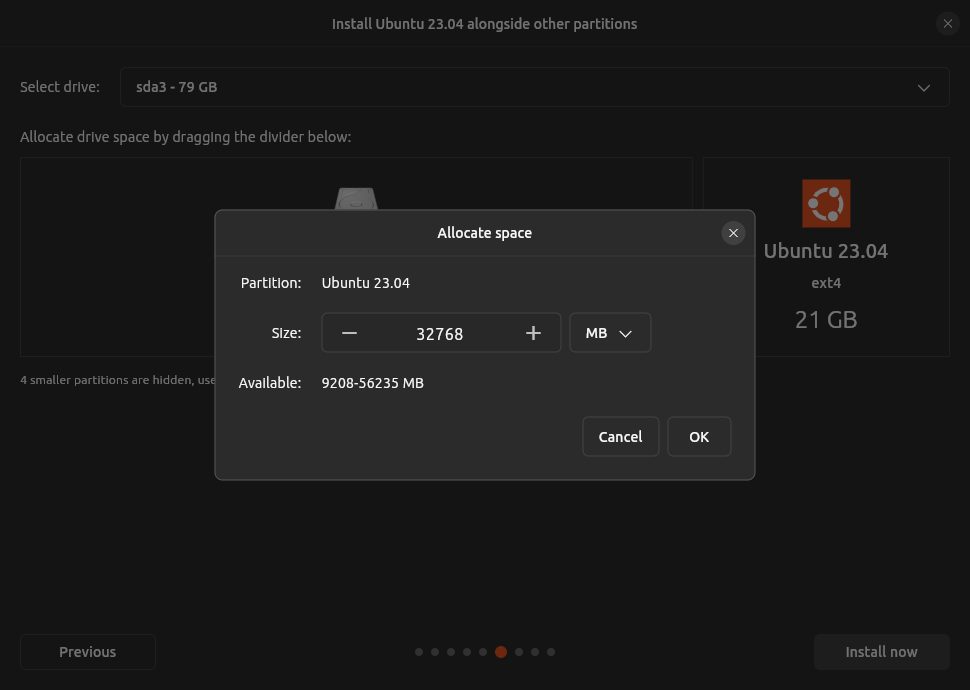 Install Ubuntu 23.04 alongside other partitions
Select drive:
sda3 - 79 GB
Allocate drive space by dragging the divider below:
Allocate space
Partition:
Ubuntu 23.04
Size:
32768
MB
Available:
9208-56235 MB
Cancel
OK
Ubuntu 23.04
ext4
21 GB
4 smaller partitions are hidden, use
Previous
Install now